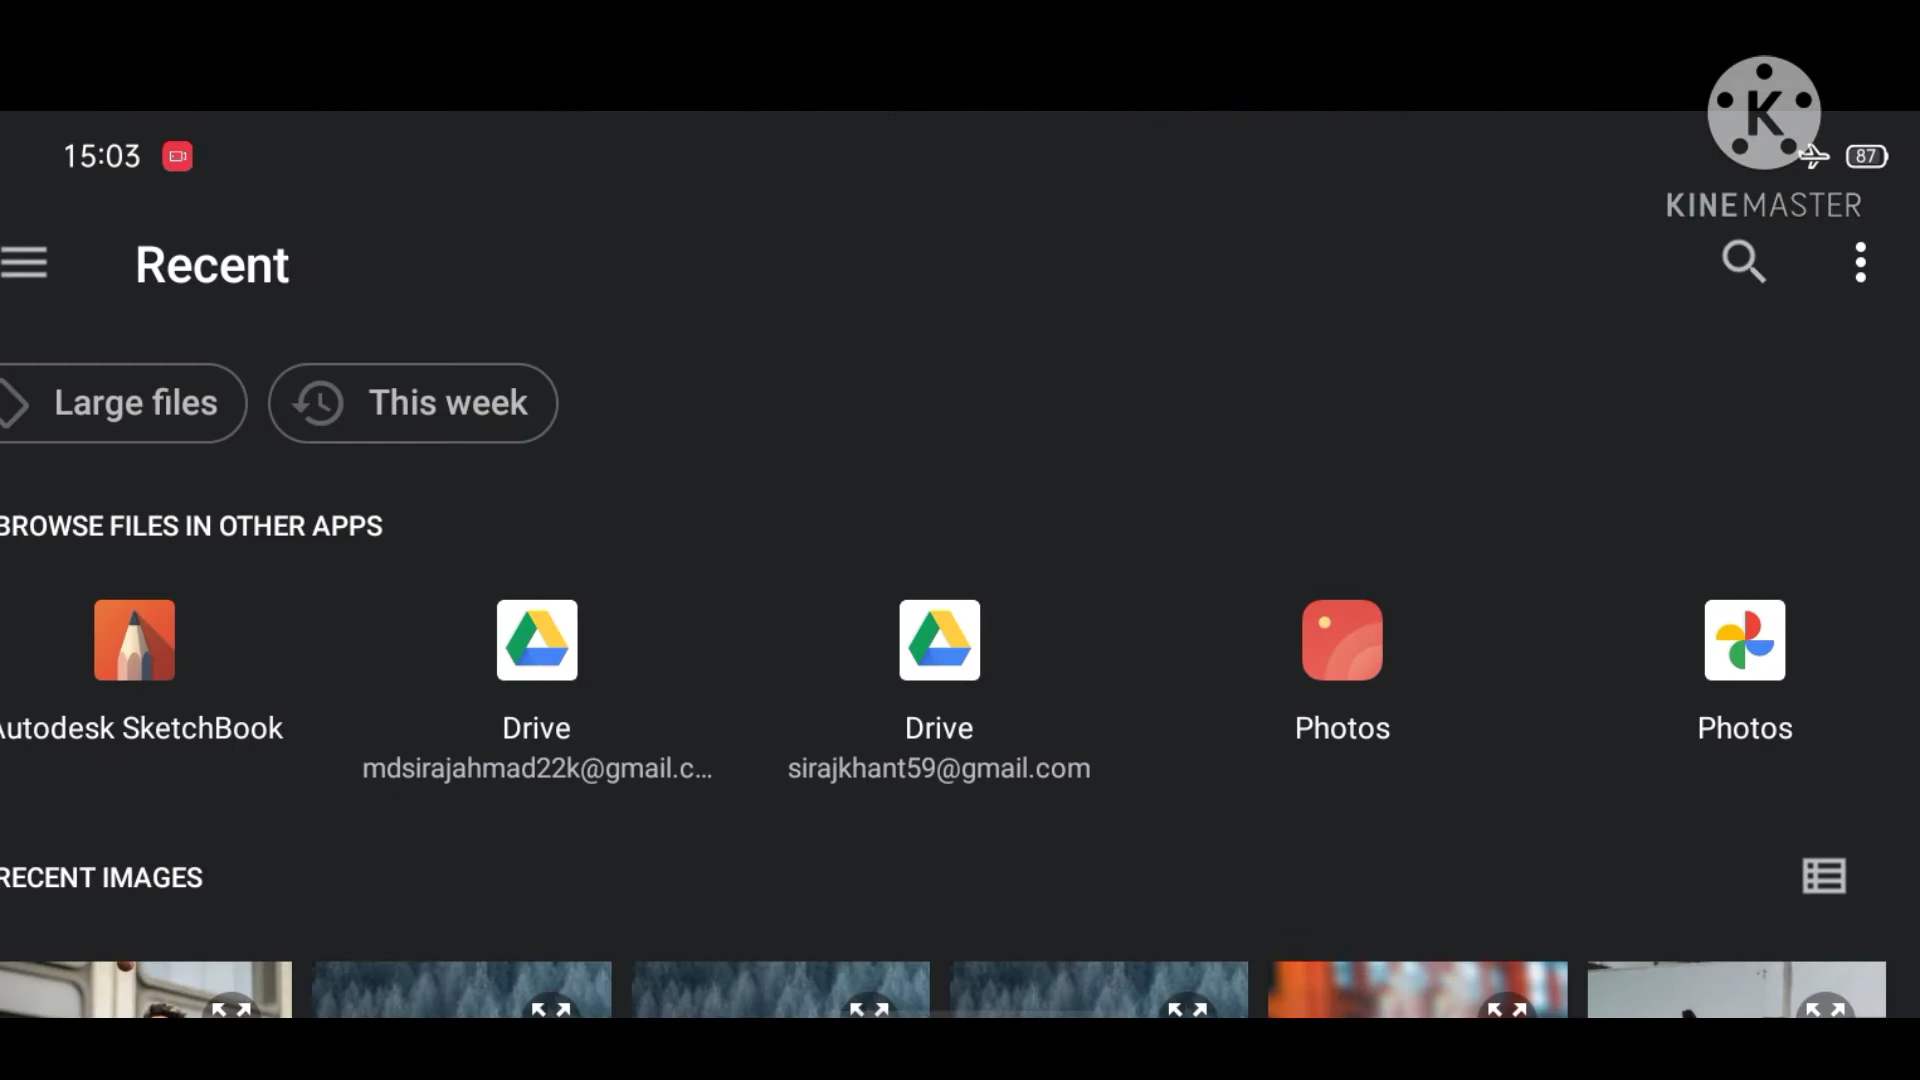 K
15:03
87
KINEMASTER
Recent
Large files
This week
BROWSE FILES IN OTHER APPS
Autodesk SketchBook
Drive
mdsirajahmad22k@gmail.c...
Drive
sirajkhant59@gmail.com
Photos
Photos
RECENT IMAGES